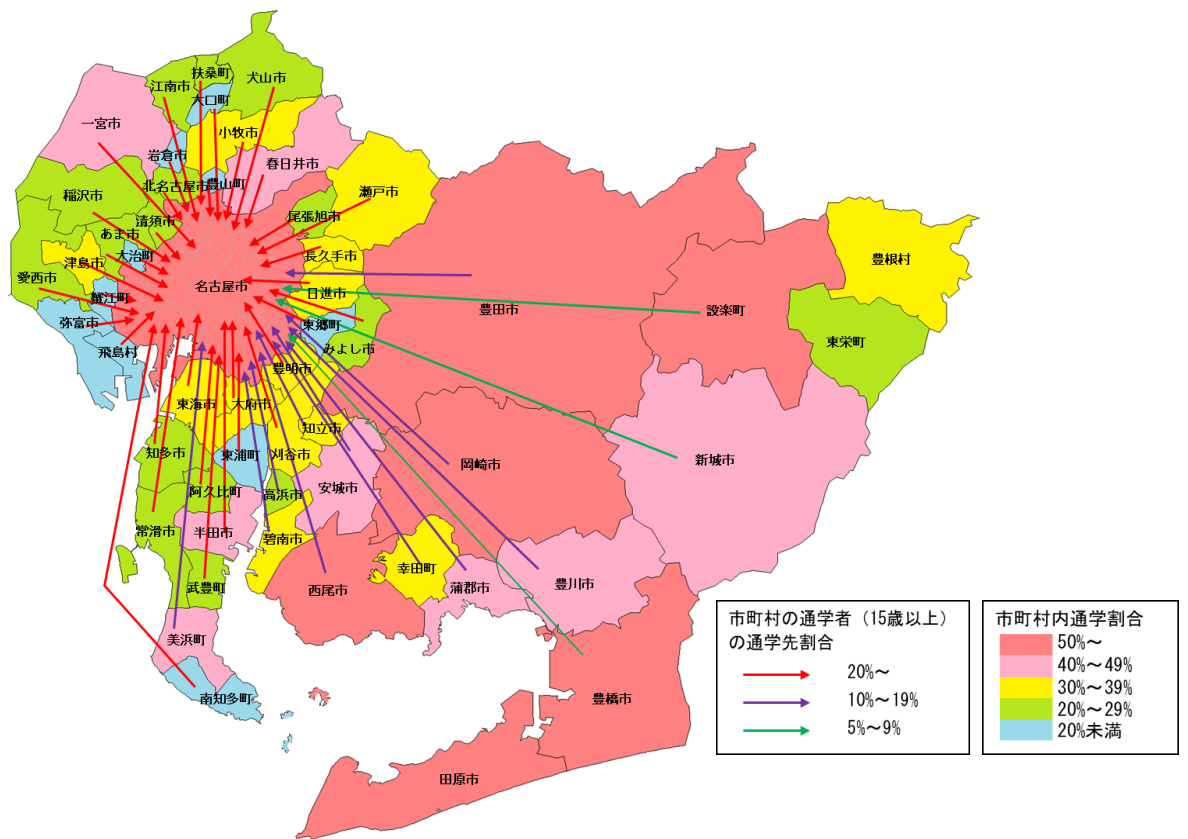 扶桑町
犬山市
江南市
大口町
一宮市
小牧市
岩倉市
春日井市
北名古屋市
豊山町
瀬戸市
稲沢市
清須市
尾張旭市
あま市
大治町
長久手市
津島市
豊根村
愛西市
名古屋市
日進市
蟹江町
豊田市
設楽町
弥富市
東郷町
東栄町
飛島村
みよし市
豊明市
東海市
大府市
知立市
知多市
東浦町
刈谷市
新城市
岡崎市
阿久比町
高浜市
安城市
常滑市
半田市
碧南市
幸田町
武豊町
西尾市
蒲郡市
豊川市
美浜町
南知多町
豊橋市
田原市
市町村の通学者（15歳以上）
の通学先割合
20%～
10%～19%
5%～9%
市町村内通学割合
50%～
40%～49%
30%～39%
20%～29%
20%未満